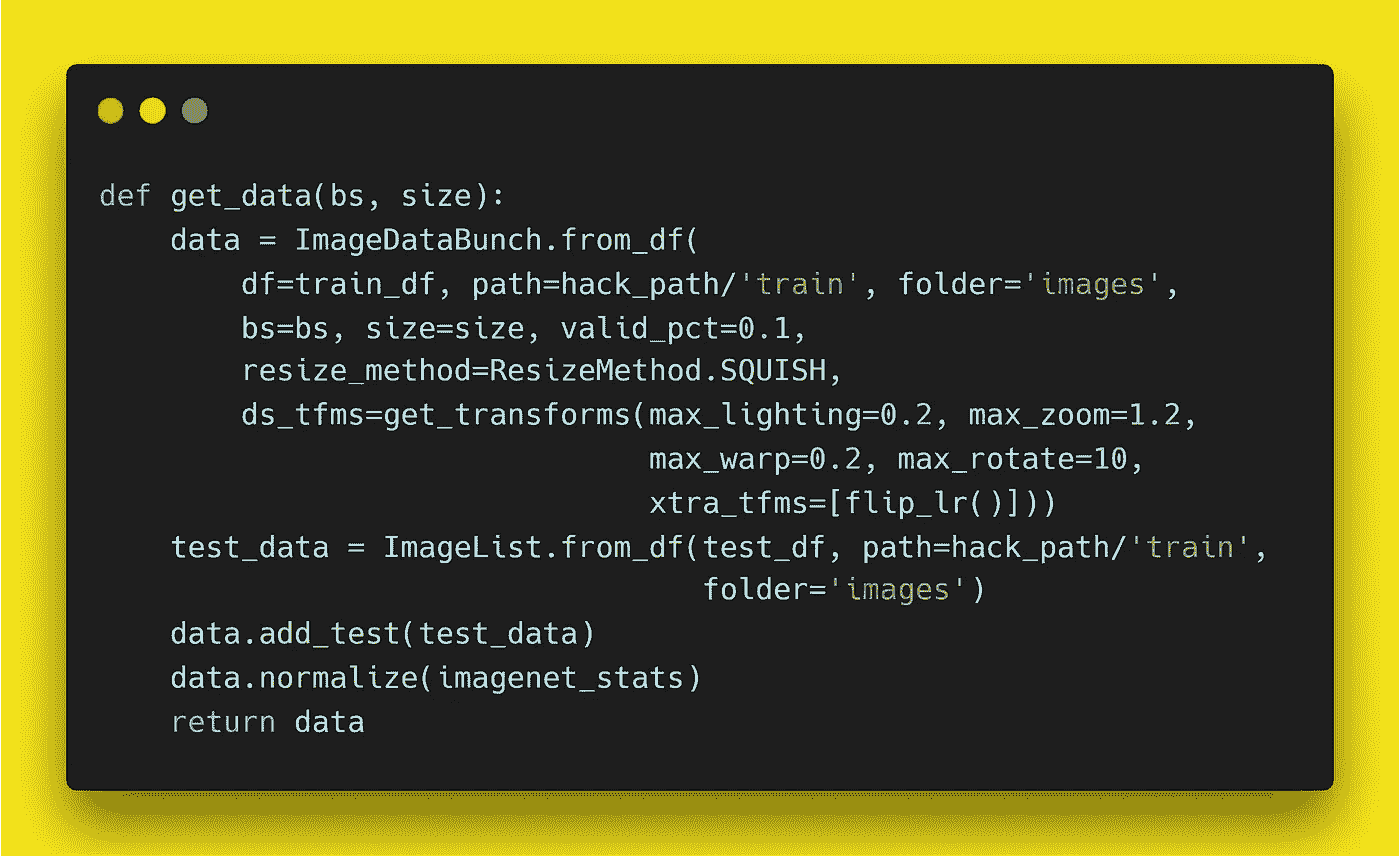 def get_data(bs, size):
    data = ImageDataBunch.from_df(
        df=train_df, path=hack_path/'train', folder='images',
        bs=bs, size=size, valid_pct=0.1,
        resize_method=ResizeMethod.SQUISH,
        ds_tfms=get_transforms(max_lighting=0.2, max_zoom=1.2,
                               max_warp=0.2, max_rotate=10,
                               xtra_tfms=[flip_lr()]))
    test_data = ImageList.from_df(test_df, path=hack_path/'train',
                                  folder='images')
    data.add_test(test_data)
    data.normalize(imagenet_stats)
    return data